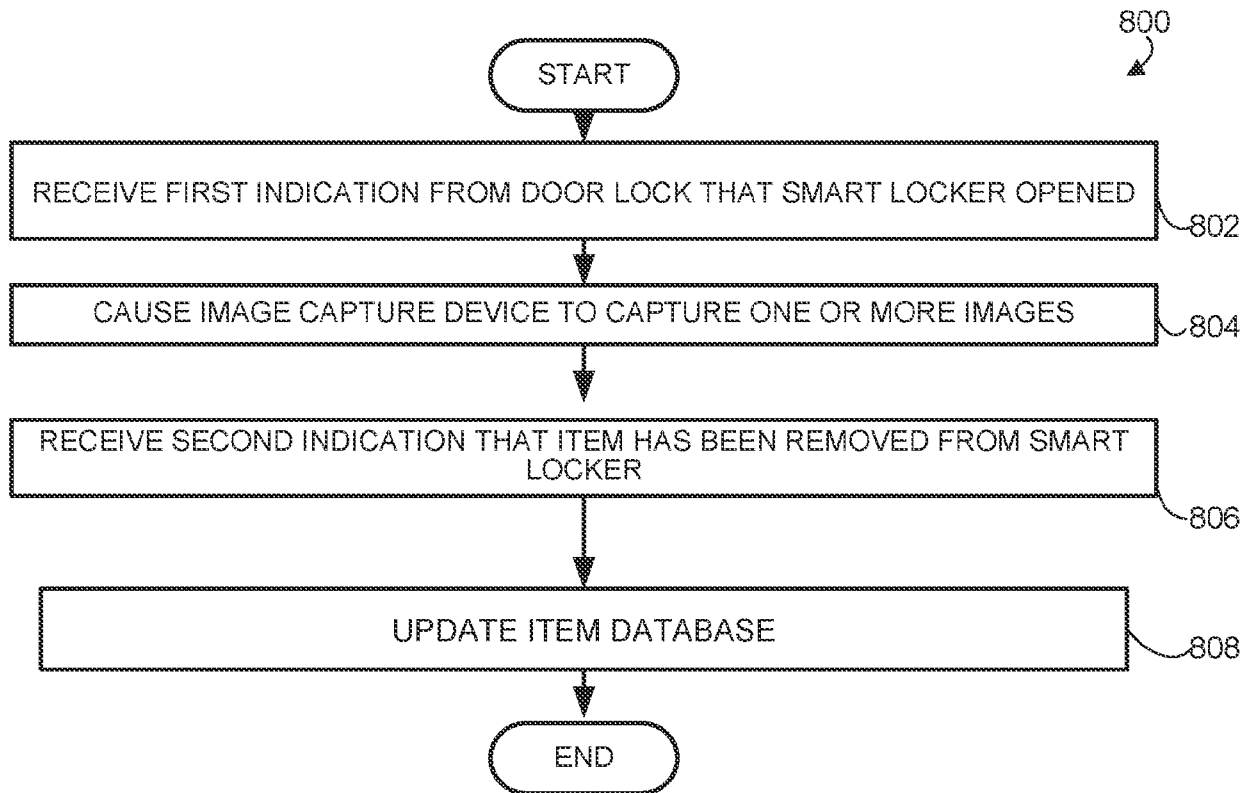 800
START
RECEIVE FIRST INDICATION FROM DOOR LOCK THAT SMART LOCKER OPENED
802
CAUSE IMAGE CAPTURE DEVICE TO CAPTURE ONE OR MORE IMAGES
804
RECEIVE SECOND INDICATION THAT ITEM HAS BEEN REMOVED FROM SMART
LOCKER
806
UPDATE ITEM DATABASE
808
END